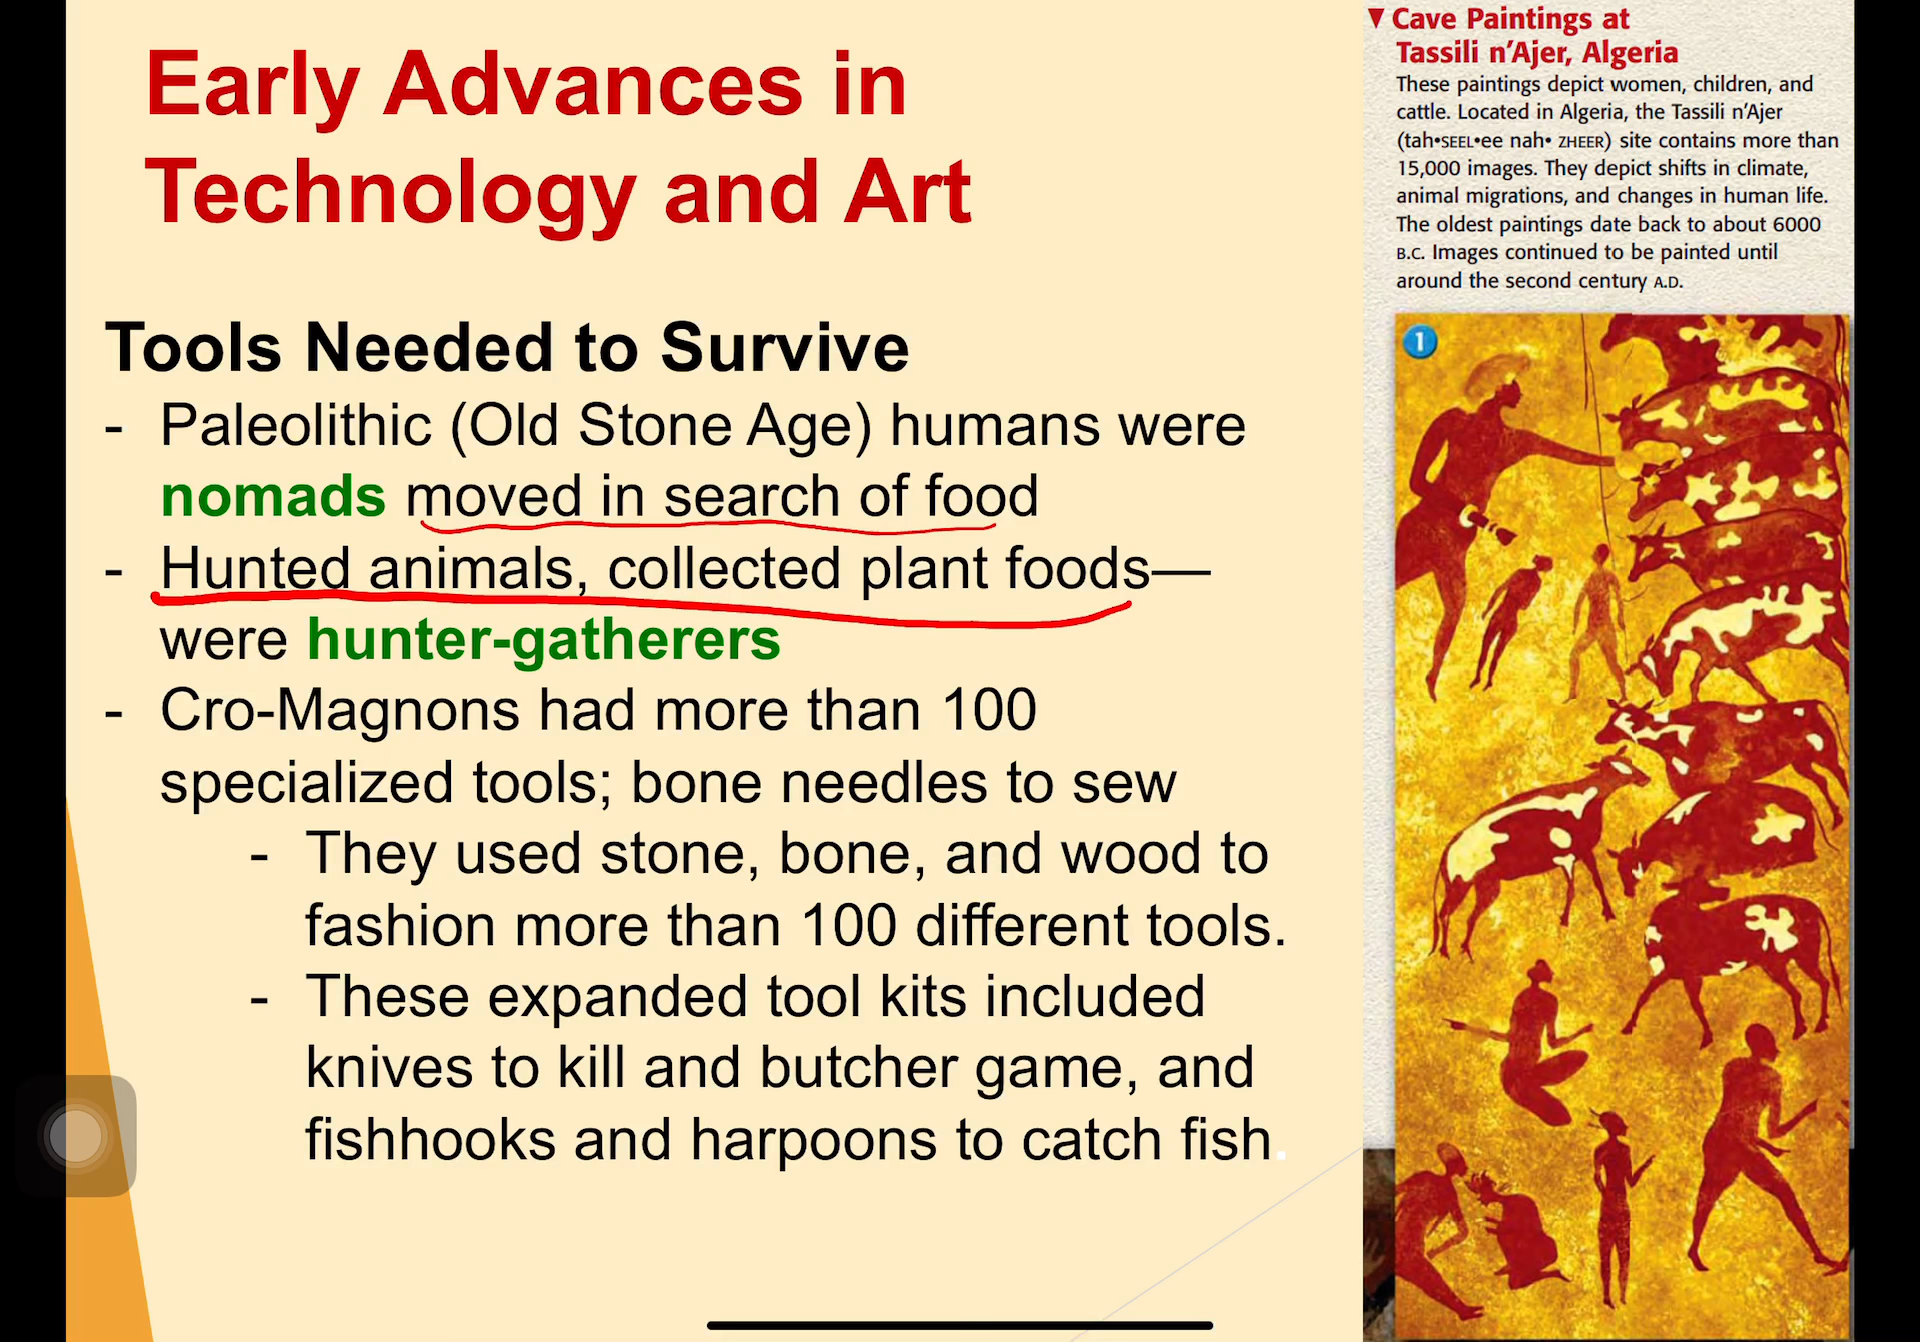 Early Advances in
Technology and Art
Tools Needed to Survive
- Paleolithic (Old Stone Age) humans were
nomads moved in search of food
- Hunted animals, collected plant foods—
were hunter-gatherers
- Cro-Magnons had more than 100
specialized tools; bone needles to sew
- They used stone, bone, and wood to
fashion more than 100 different tools.
- These expanded tool kits included
knives to kill and butcher game, and
fishhooks and harpoons to catch fish.
▼ Cave Paintings at
Tassili n’Ajer, Algeria
These paintings depict women, children, and
cattle. Located in Algeria, the Tassili n’Ajer
(tah•SEEL•ee nah• ZHEER) site contains more than
15,000 images. They depict shifts in climate,
animal migrations, and changes in human life.
The oldest paintings date back to about 6000
B.C. Images continued to be painted until
around the second century A.D.
1